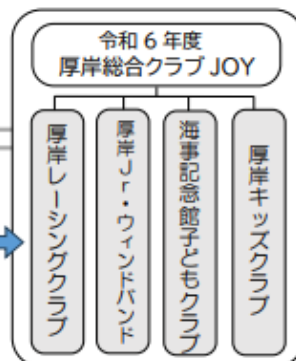 令和６年度
厚岸総合クラブ JOY
厚岸レーシングクラブ
厚岸Ｊｒ・ウィンドバンド
海事記念館子どもクラブ
厚岸キッズクラブ